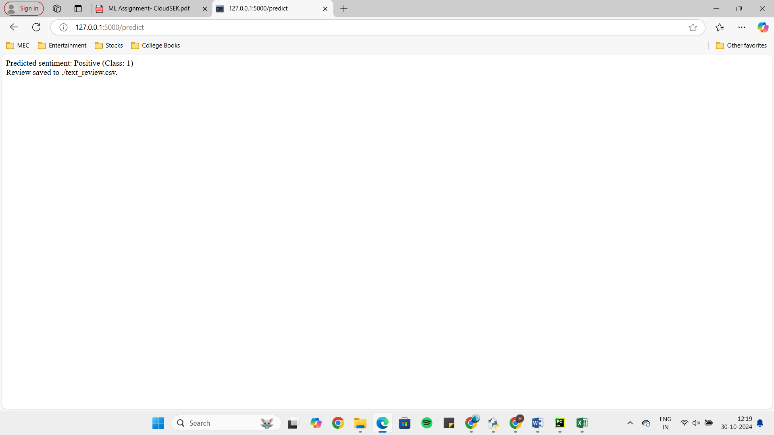 Sign in
ML Assignment- CloudSEK.pdf
127.0.0.1:5000/predict
127.0.0.1:5000/predict
MEC
Entertainment
Stocks
College Books
Other favorites
Predicted sentiment: Positive (Class: 1)
Review saved to ./text_review.csv.
Search
ENG
IN
12:19
30-10-2024